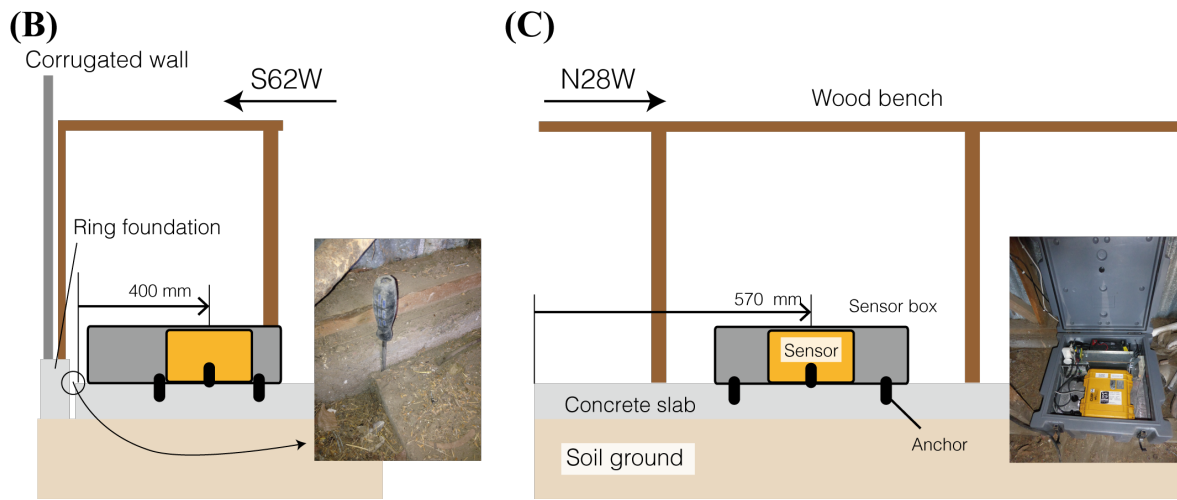 (B)
Corrugated wall
S62W
Ring foundation
400 mm
(C)
N28W
Wood bench
570 mm
Sensor box
Sensor
Concrete slab
Anchor
Soil ground